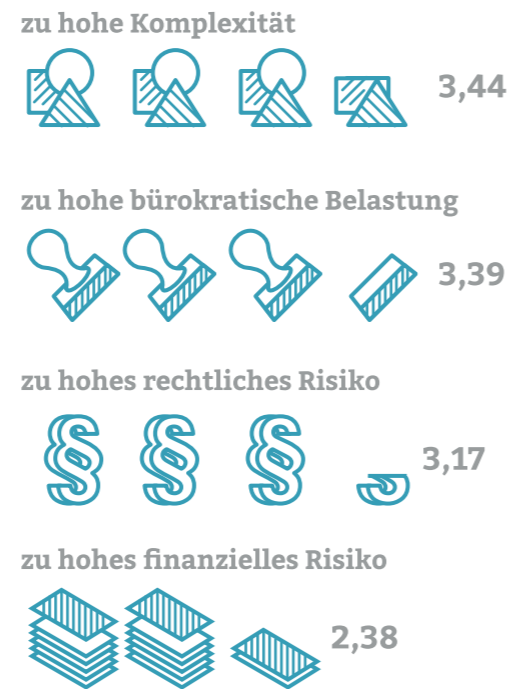 zu hohe Komplexität
3,44
zu hohe bürokratische Belastung
3,39
zu hohes rechtliches Risiko
3,17
zu hohes finanzielles Risiko
2,38